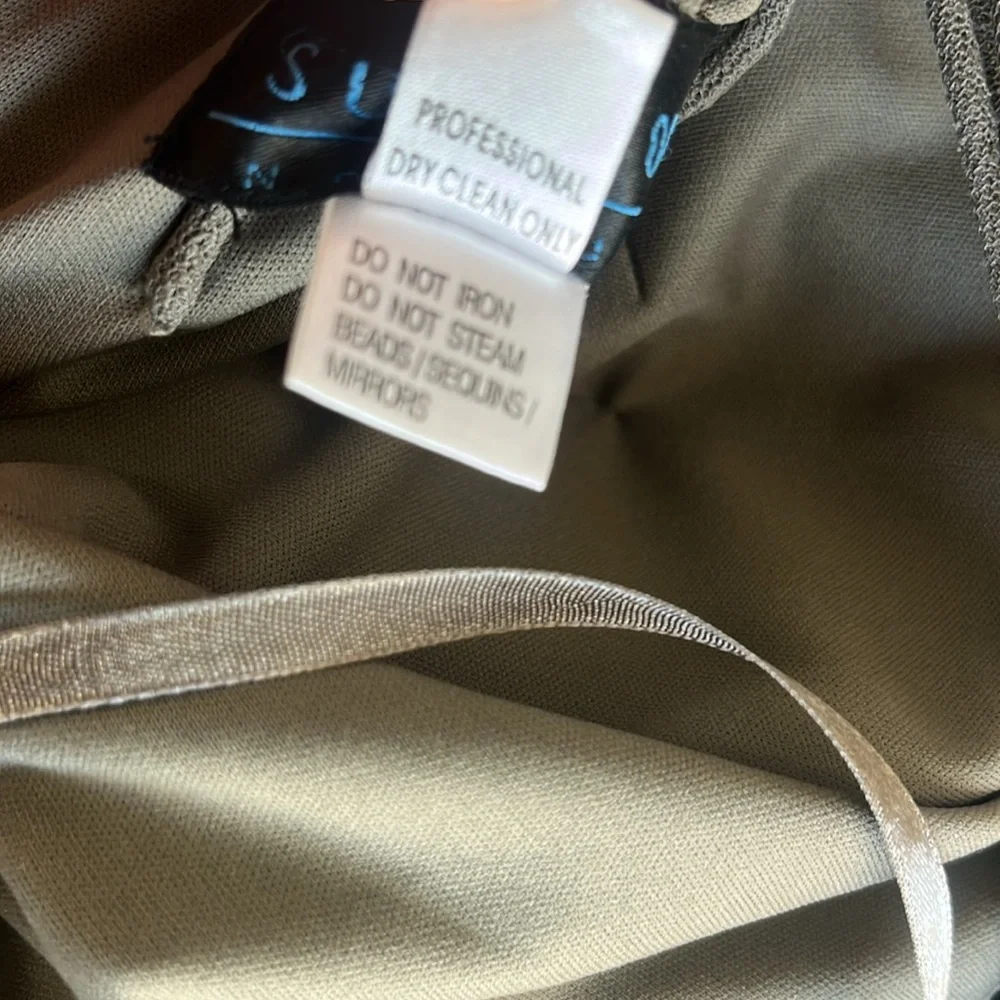 PROFESSIONAL
DRY CLEAN ONLY
DO NOT IRON
DO NOT STEAM
BEADS / SEQUINS /
MIRRORS